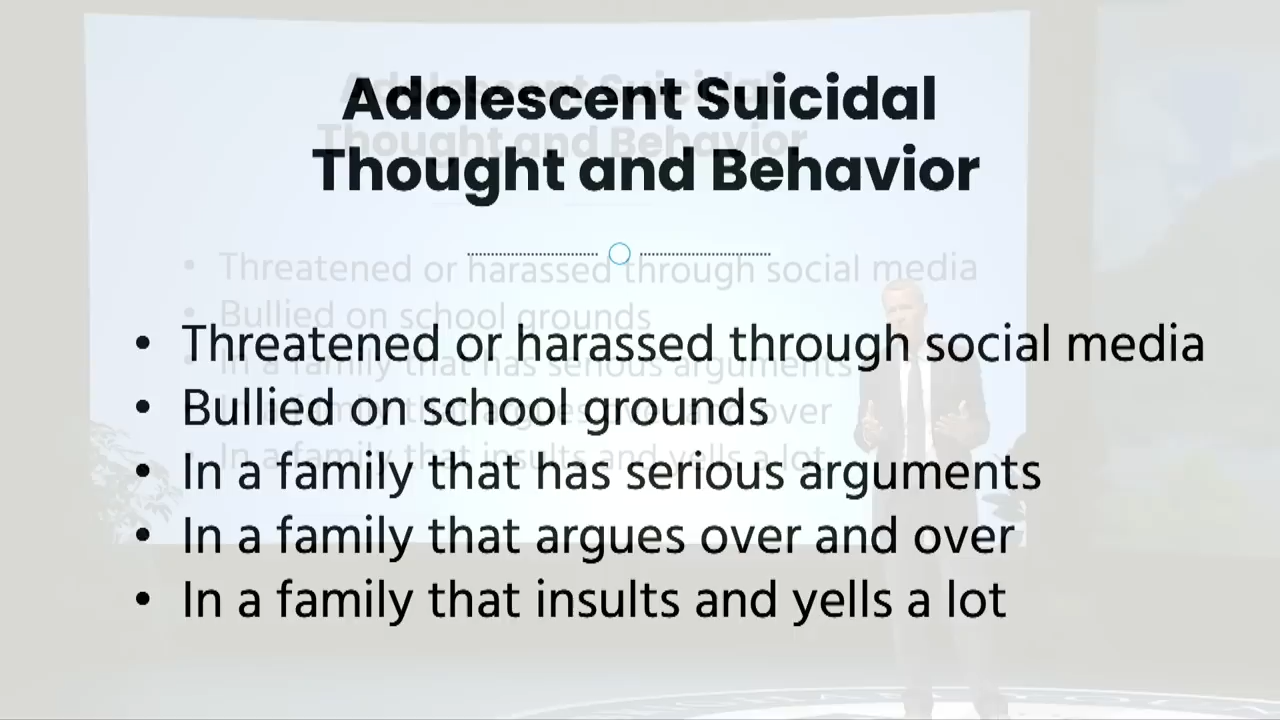 Adolescent Suicidal
Thought and Behavior
• Threatened or harassed through social media
• Bullied on school grounds
• In a family that has serious arguments
• In a family that argues over and over
• In a family that insults and yells a lot